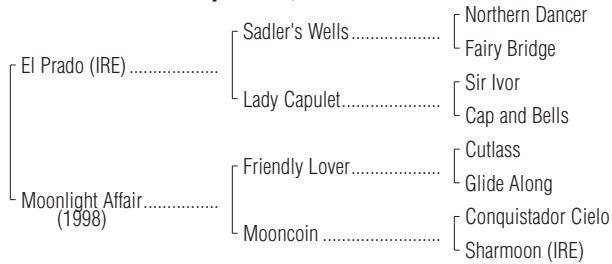 Northern Dancer
Sadler's Wells....................
Fairy Bridge
El Prado (IRE) ...................
Sir Ivor
Lady Capulet......................
Cap and Bells
Cutlass
Friendly Lover....................
Glide Along
Moonlight Affair................
(1998)
Conquistador Cielo
Mooncoin .........................
Sharmoon (IRE)